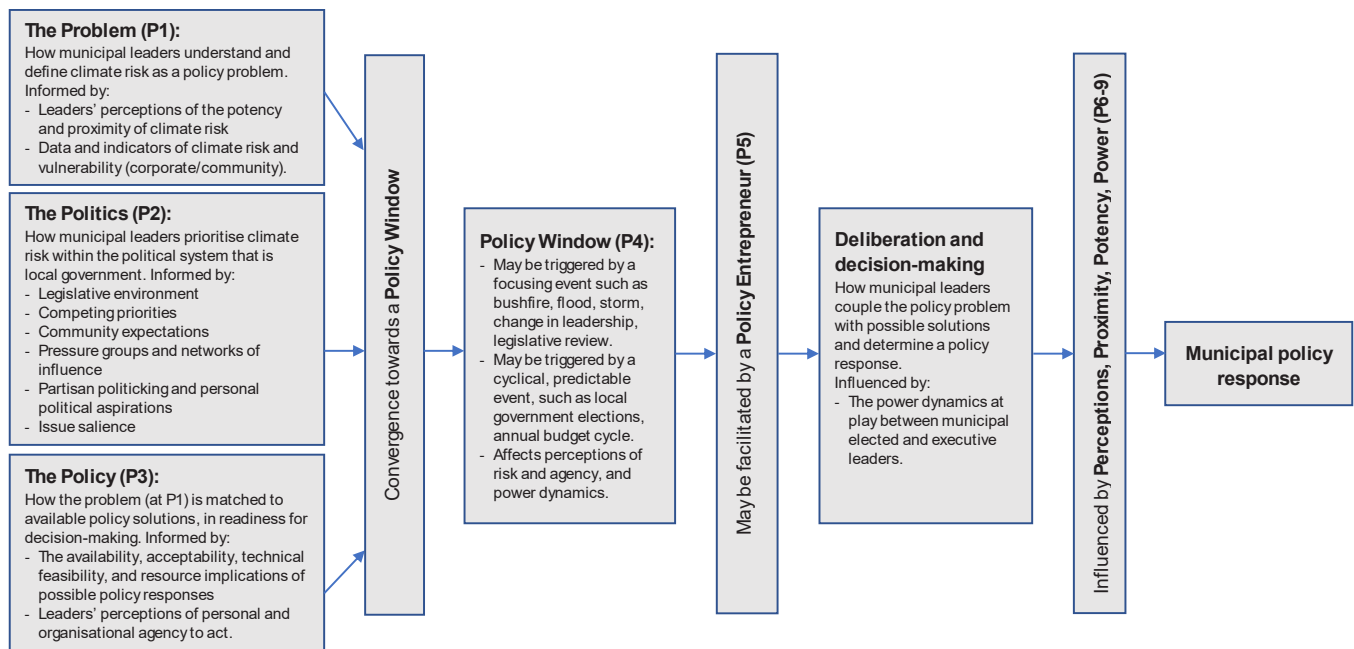 The Problem (P1):
How municipal leaders understand and
define climate risk as a policy problem.
Informed by:
- Leaders' perceptions of the potency
and proximity of climate risk
- Data and indicators of climate risk and
vulnerability (corporate/community).
The Politics (P2):
How municipal leaders prioritise climate
risk within the political system that is
local government. Informed by:
- Legislative environment
- Competing priorities
- Community expectations
- Pressure groups and networks of
influence
- Partisan politicking and personal
political aspirations
- Issue salience
The Policy (P3):
How the problem (at P1) is matched to
available policy solutions, in readiness for
decision-making. Informed by:
- The availability, acceptability, technical
feasibility, and resource implications of
possible policy responses
- Leaders' perceptions of personal and
organisational agency to act.
Convergence towards a Policy Window
Policy Window (P4):
- May be triggered by a
focusing event such as
bushfire, flood, storm,
change in leadership,
legislative review.
- May be triggered by a
cyclical, predictable
event, such as local
government elections,
annual budget cycle.
- Affects perceptions of
risk and agency, and
power dynamics.
May be facilitated by a Policy Entrepreneur (P5)
Deliberation and
decision-making
How municipal leaders
couple the policy problem
with possible solutions
and determine a policy
response.
Influenced by:
- The power dynamics at
play between municipal
elected and executive
leaders.
Influenced by Perceptions, Proximity, Potency, Power (P6-9)
Municipal policy
response